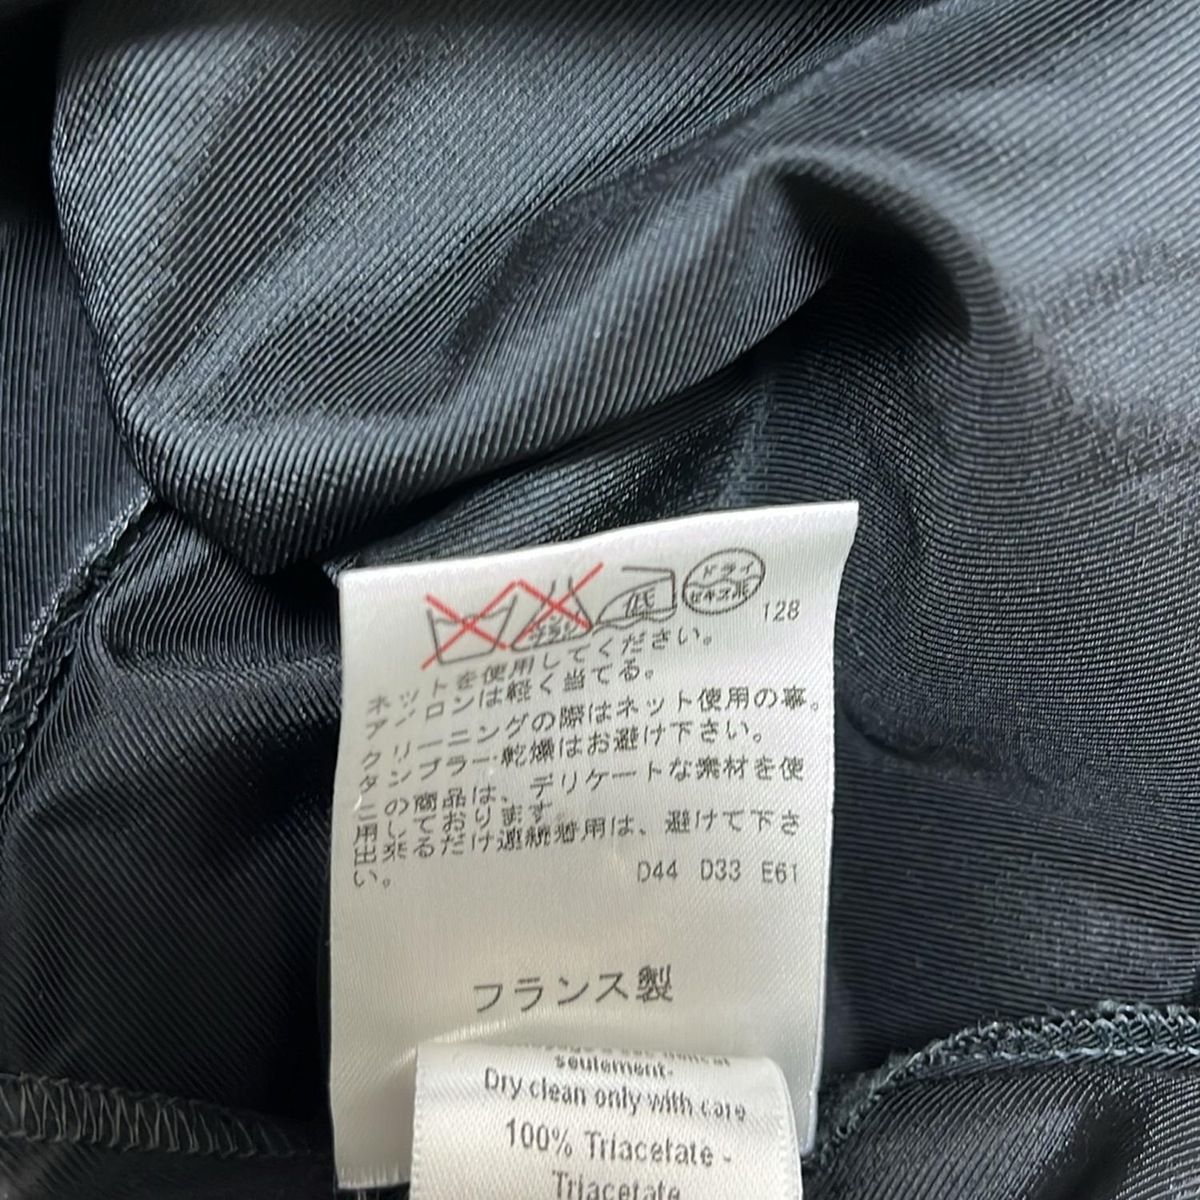 エンソ
サラシ
低
ドライ
セキユ系
128
ネットを使用してください。
アイロンは軽く当てる。
クリーニングの際はネット使用の事。
タンブラー乾燥はお避け下さい。
この商品は、デリケートな素材を使
用しております。
出来るだけ連続着用は、避けて下さ
い。
D44 D33 E61
フランス製
seulement.
Dry clean only with care
100% Triacetate -
Triacetate